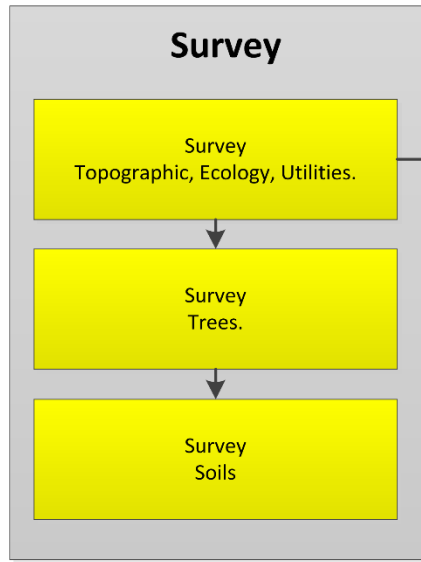 Survey
Survey
Topographic, Ecology, Utilities.
Survey
Trees.
Survey
Soils